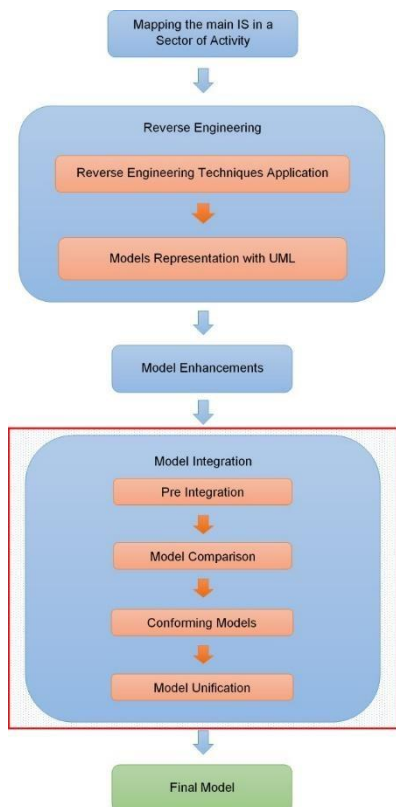 Mapping the main IS in a
Sector of Activity
Reverse Engineering
Reverse Engineering Techniques Application
Models Representation with UML
Model Enhancements
Model Integration
Pre Integration
Model Comparison
Conforming Models
Model Unification
Final Model